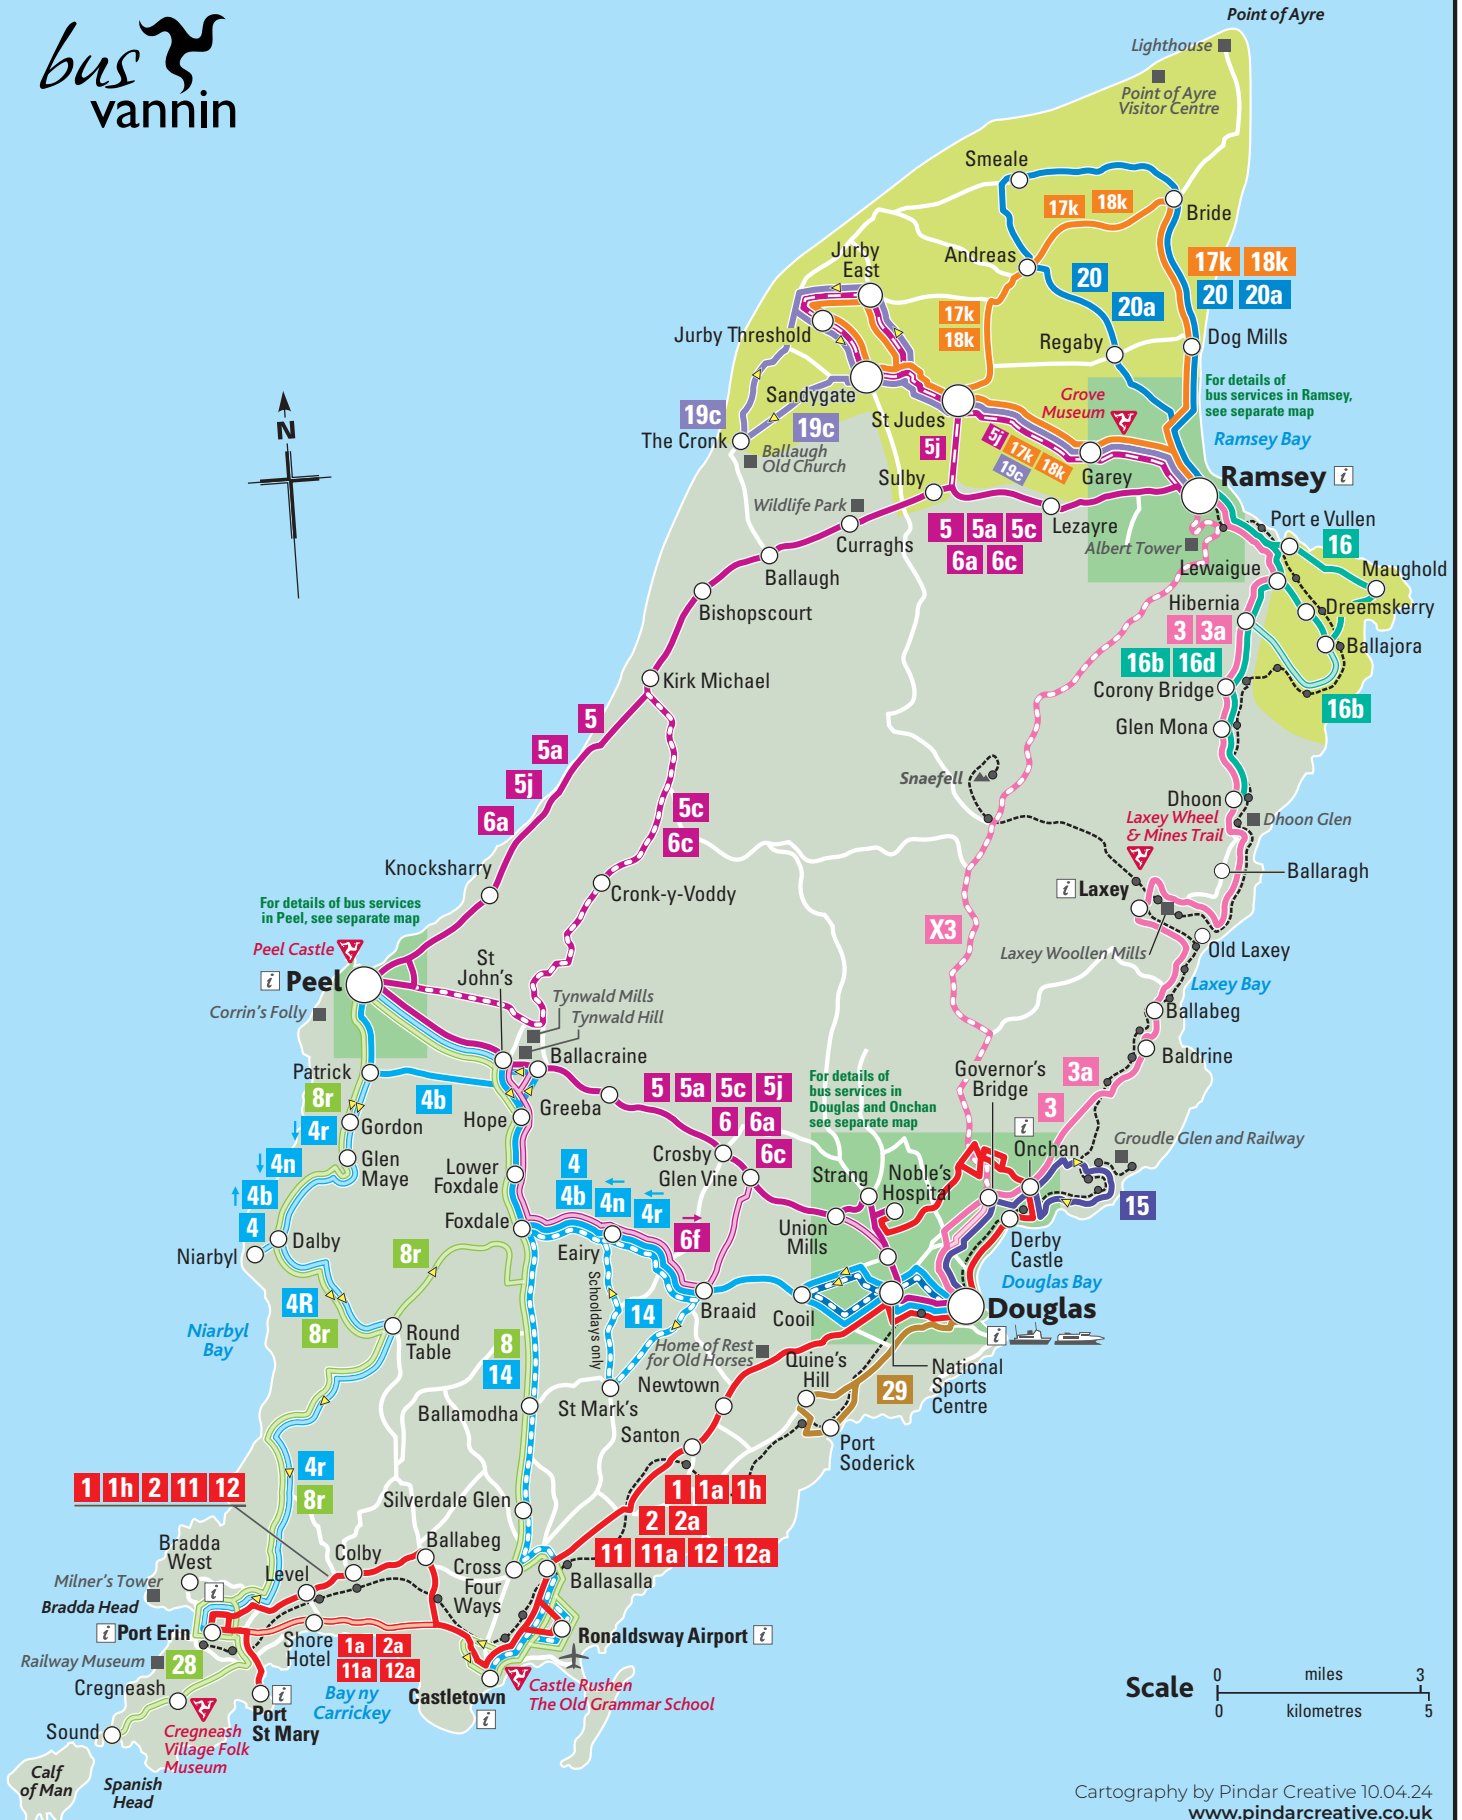 bus
vannin
Point of Ayre
Lighthouse
Point of Ayre
Visitor Centre
Smeale
17k 18k
Bride
Jurby
East
Andreas
17k 18k
20
20 20a
20a
17k
18k
Jurby Threshold
Regaby
Dog Mills
For details of
bus services in Ramsey,
see separate map
Sandygate
Grove
Museum
19c
19c
St Judes
Ramsey Bay
The Cronk
Ballaugh
Old Church
5j
5j 17k 18k
19c
N
Sulby
Garey
Ramsey i
Wildlife Park
Lezayre
Port e Vullen
5 5a 5c
6a 6c
Curraghs
Albert Tower
16
Ballaugh
Lewaigue
Maughold
Bishopscourt
Hibernia
Dreemskerry
3 3a
Ballajora
16b 16d
Kirk Michael
Corony Bridge
16b
5
Glen Mona
5a
Snaefell
5j
Dhoon
6a
5c
6c
Laxey Wheel
& Mines Trail
Dhoon Glen
Knocksharry
Ballaragh
Cronk-y-Voddy
i Laxey
For details of bus services
in Peel, see separate map
X3
Peel Castle
Laxey Woollen Mills
Old Laxey
St
John's
i Peel
Laxey Bay
Tynwald Mills
Corrin's Folly
Tynwald Hill
Ballabeg
Ballacraine
Baldrine
Patrick
Governor's
Bridge
3a
For details of
bus services in
Douglas and Onchan
see separate map
5 5a 5c 5j
8r
4b
Greeba
6 6a
3
4r
Gordon
Hope
i
Onchan
Groudle Glen and Railway
4n
Glen
Maye
Crosby
6c
4b
Lower
Foxdale
4
Glen Vine
Strang
Noble's
Hospital
4b 4n 4r
15
4
Foxdale
Union
Mills
6f
Dalby
Niarbyl
8r
Eairy
Derby
Castle
Douglas Bay
4R
Schooldays only
Braaid
Cooil
Douglas
8r
14
i
Niarbyl
Bay
Round
Table
8
14
Home of Rest
for Old Horses
Quine's
Hill
National
Sports
Centre
Newtown
29
Ballamodha
St Mark's
Santon
Port
Soderick
4r
8r
1 1h 2 11 12
1 1a 1h
2 2a
11 11a 12 12a
Silverdale Glen
Bradda
West
Ballabeg
Colby
Cross
Four
Ways
Level
Ballasalla
Milner's Tower
i
Bradda Head
i Port Erin
Shore
Hotel
1a 2a
11a 12a
Ronaldsway Airport i
Railway Museum
28
Cregneash
i
Bay ny
Carrickey
Castletown
i
Castle Rushen
The Old Grammar School
Port
St Mary
Sound
Cregneash
Village Folk
Museum
Calf
of Man
Spanish
Head
Scale
0 miles 3
0 kilometres 5
Cartography by Pindar Creative 10.04.24
www.pindarcreative.co.uk